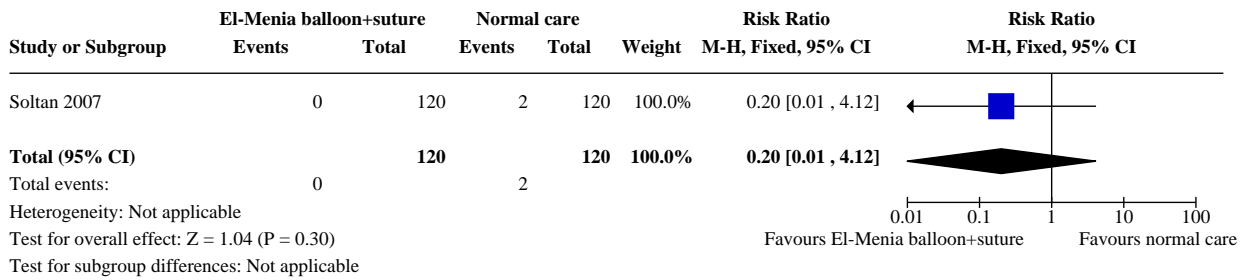 El-Menia balloon+suture Normal care Risk Ratio Risk Ratio
Study or Subgroup Events Total Events Total Weight M-H, Fixed, 95% CI M-H, Fixed, 95% CI
Soltan 2007 0 120 2 120 100.0% 0.20 [0.01 , 4.12]
Total (95% CI) 120 120 100.0% 0.20 [0.01 , 4.12]
Total events: 0 2
Heterogeneity: Not applicable
0.01 0.1 1 10 100
Test for overall effect: Z = 1.04 (P = 0.30)
Favours El-Menia balloon+suture Favours normal care
Test for subgroup differences: Not applicable